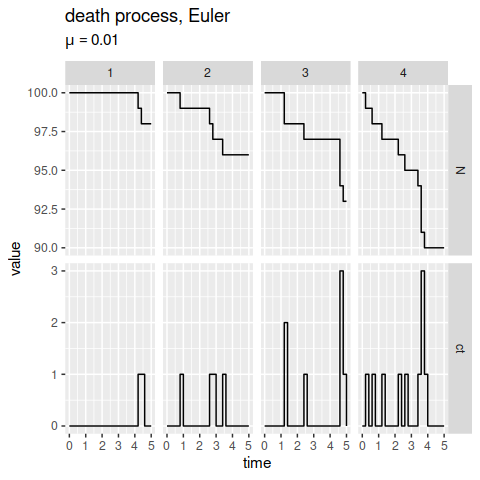 death process, Euler
μ = 0.01
1 2 3 4
100.0
97.5
95.0
92.5
90.0
N
value
3
2
1
0
ct
0 1 2 3 4 5 0 1 2 3 4 5 0 1 2 3 4 5 0 1 2 3 4 5
time